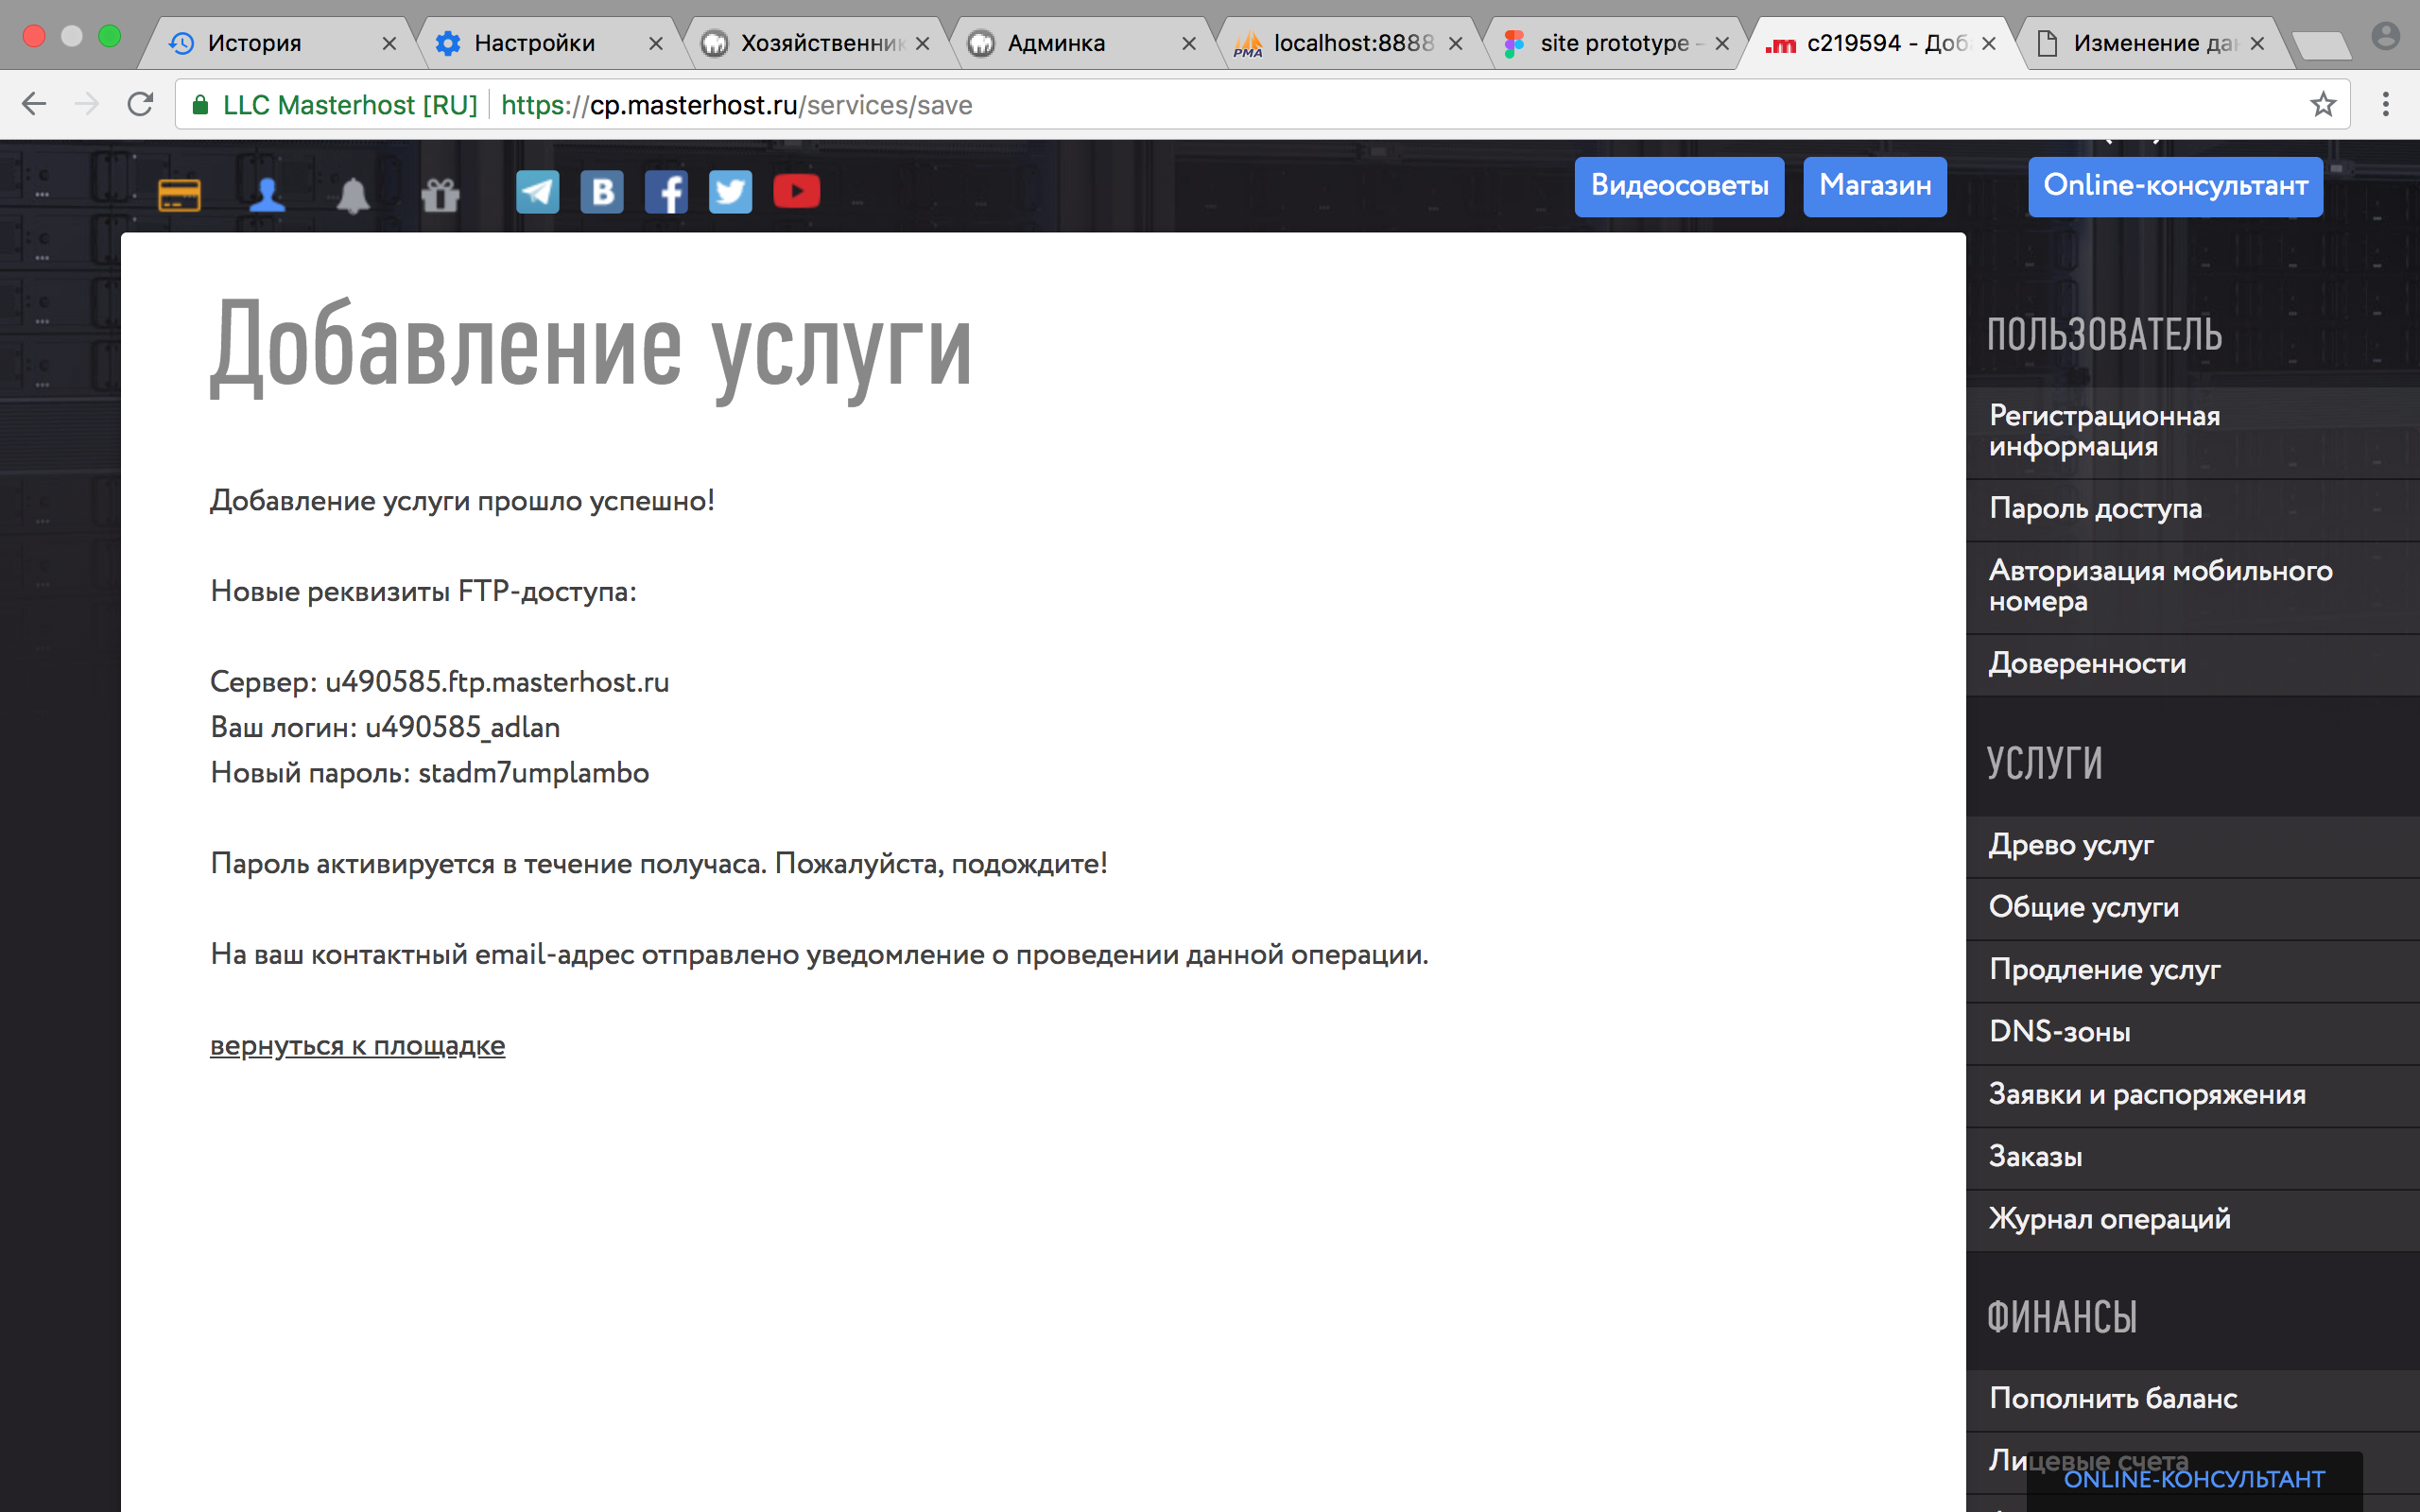 История
Настройки
Хозяйственник
Админка
localhost:8888
site prototype -
c219594 - Доб
Изменение дан
LLC Masterhost [RU]
https://cp.masterhost.ru/services/save
Видеосоветы
Магазин
Online-консультант
Добавление услуги
Добавление услуги прошло успешно!
Новые реквизиты FTP-доступа:
Сервер: u490585.ftp.masterhost.ru
Ваш логин: u490585_adlan
Новый пароль: stadm7umplambo
Пароль активируется в течение получаса. Пожалуйста, подождите!
На ваш контактный email-адрес отправлено уведомление о проведении данной операции.
вернуться к площадке
ПОЛЬЗОВАТЕЛЬ
Регистрационная
информация
Пароль доступа
Авторизация мобильного
номера
Доверенности
УСЛУГИ
Древо услуг
Общие услуги
Продление услуг
DNS-зоны
Заявки и распоряжения
Заказы
Журнал операций
ФИНАНСЫ
Пополнить баланс
Лицевые счета
ONLINE-КОНСУЛЬТАНТ